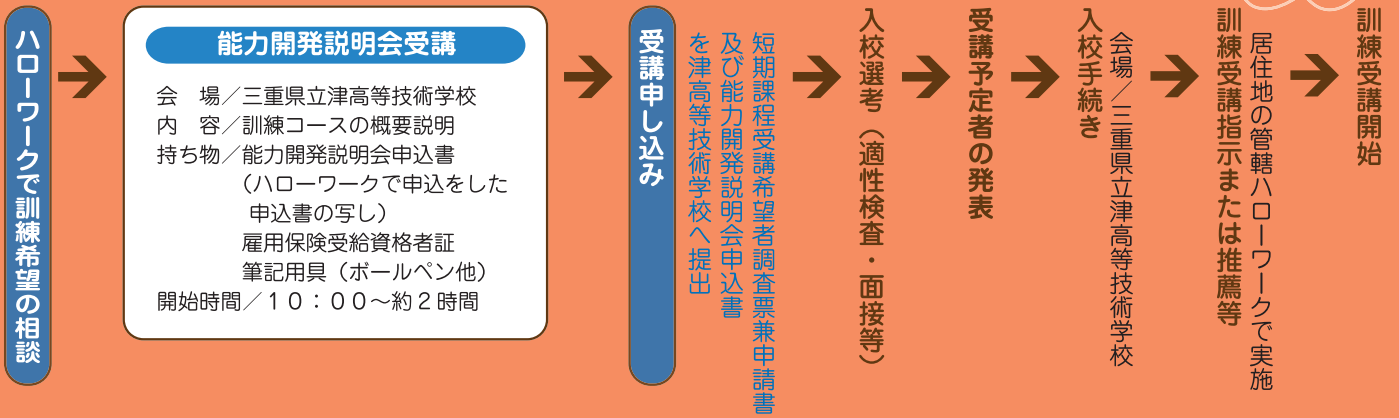 ハローワークで訓練希望の相談
能力開発説明会受講
会　場／三重県立津高等技術学校
内　容／訓練コースの概要説明
持ち物／能力開発説明会申込書
（ハローワークで申込をした
申込書の写し）
雇用保険受給資格者証
筆記用具（ボールペン他）
開始時間／１０：００～約２時間
受講申し込み
短期課程受講希望者調査票兼申請書
及び能力開発説明会申込書
を津高等技術学校へ提出
入校選考（適性検査・面接等）
受講予定者の発表
入校手続き
会場／三重県立津高等技術学校
訓練受講指示または推薦等
居住地の管轄ハローワークで実施
訓練受講開始